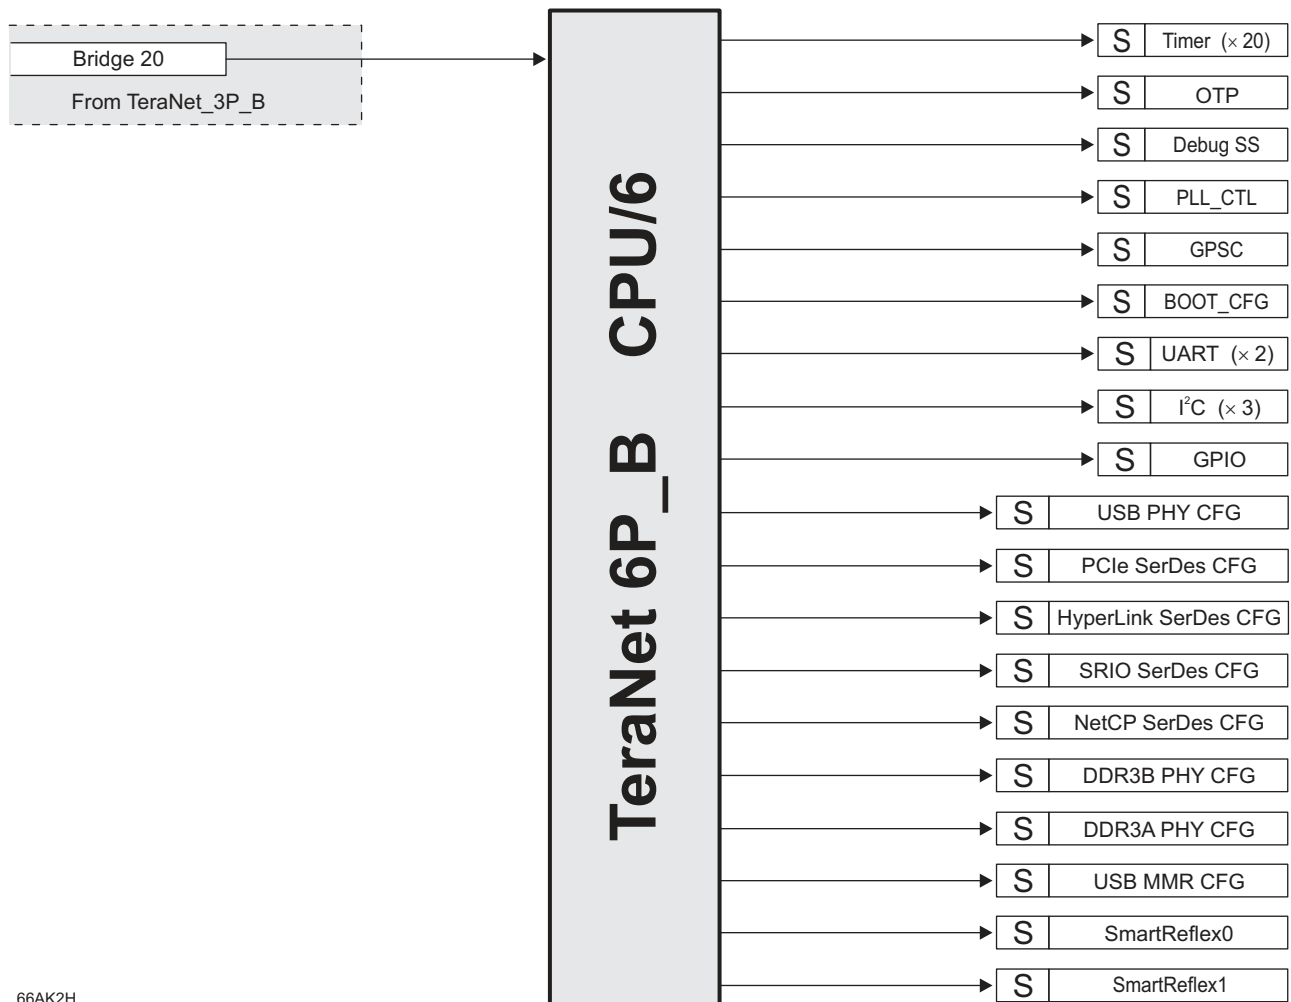 Bridge 20
From TeraNet_3P_B
TeraNet 6P_B CPU/6
S Timer (× 20)
S OTP
S Debug SS
S PLL_CTL
S GPSC
S BOOT_CFG
S UART (× 2)
S I²C (× 3)
S GPIO
S USB PHY CFG
S PCIe SerDes CFG
S HyperLink SerDes CFG
S SRIO SerDes CFG
S NetCP SerDes CFG
S DDR3B PHY CFG
S DDR3A PHY CFG
S USB MMR CFG
S SmartReflex0
S SmartReflex1
66AK2H